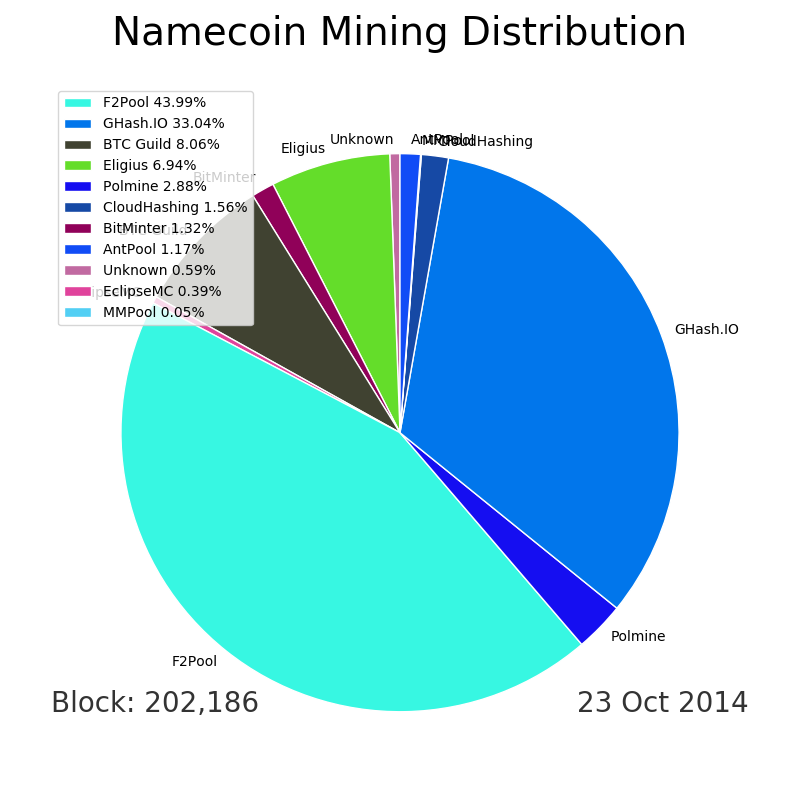 Namecoin Mining Distribution
F2Pool 43.99%
GHash.IO 33.04%
BTC Guild 8.06%
Eligius 6.94%
Polmine 2.88%
CloudHashing 1.56%
BitMinter 1.32%
AntPool 1.17%
Unknown 0.59%
EclipseMC 0.39%
MMPool 0.05%
Unknown
AntPool
MMPool
CloudHashing
Eligius
BitMinter
GHash.IO
Polmine
F2Pool
Block: 202,186
23 Oct 2014